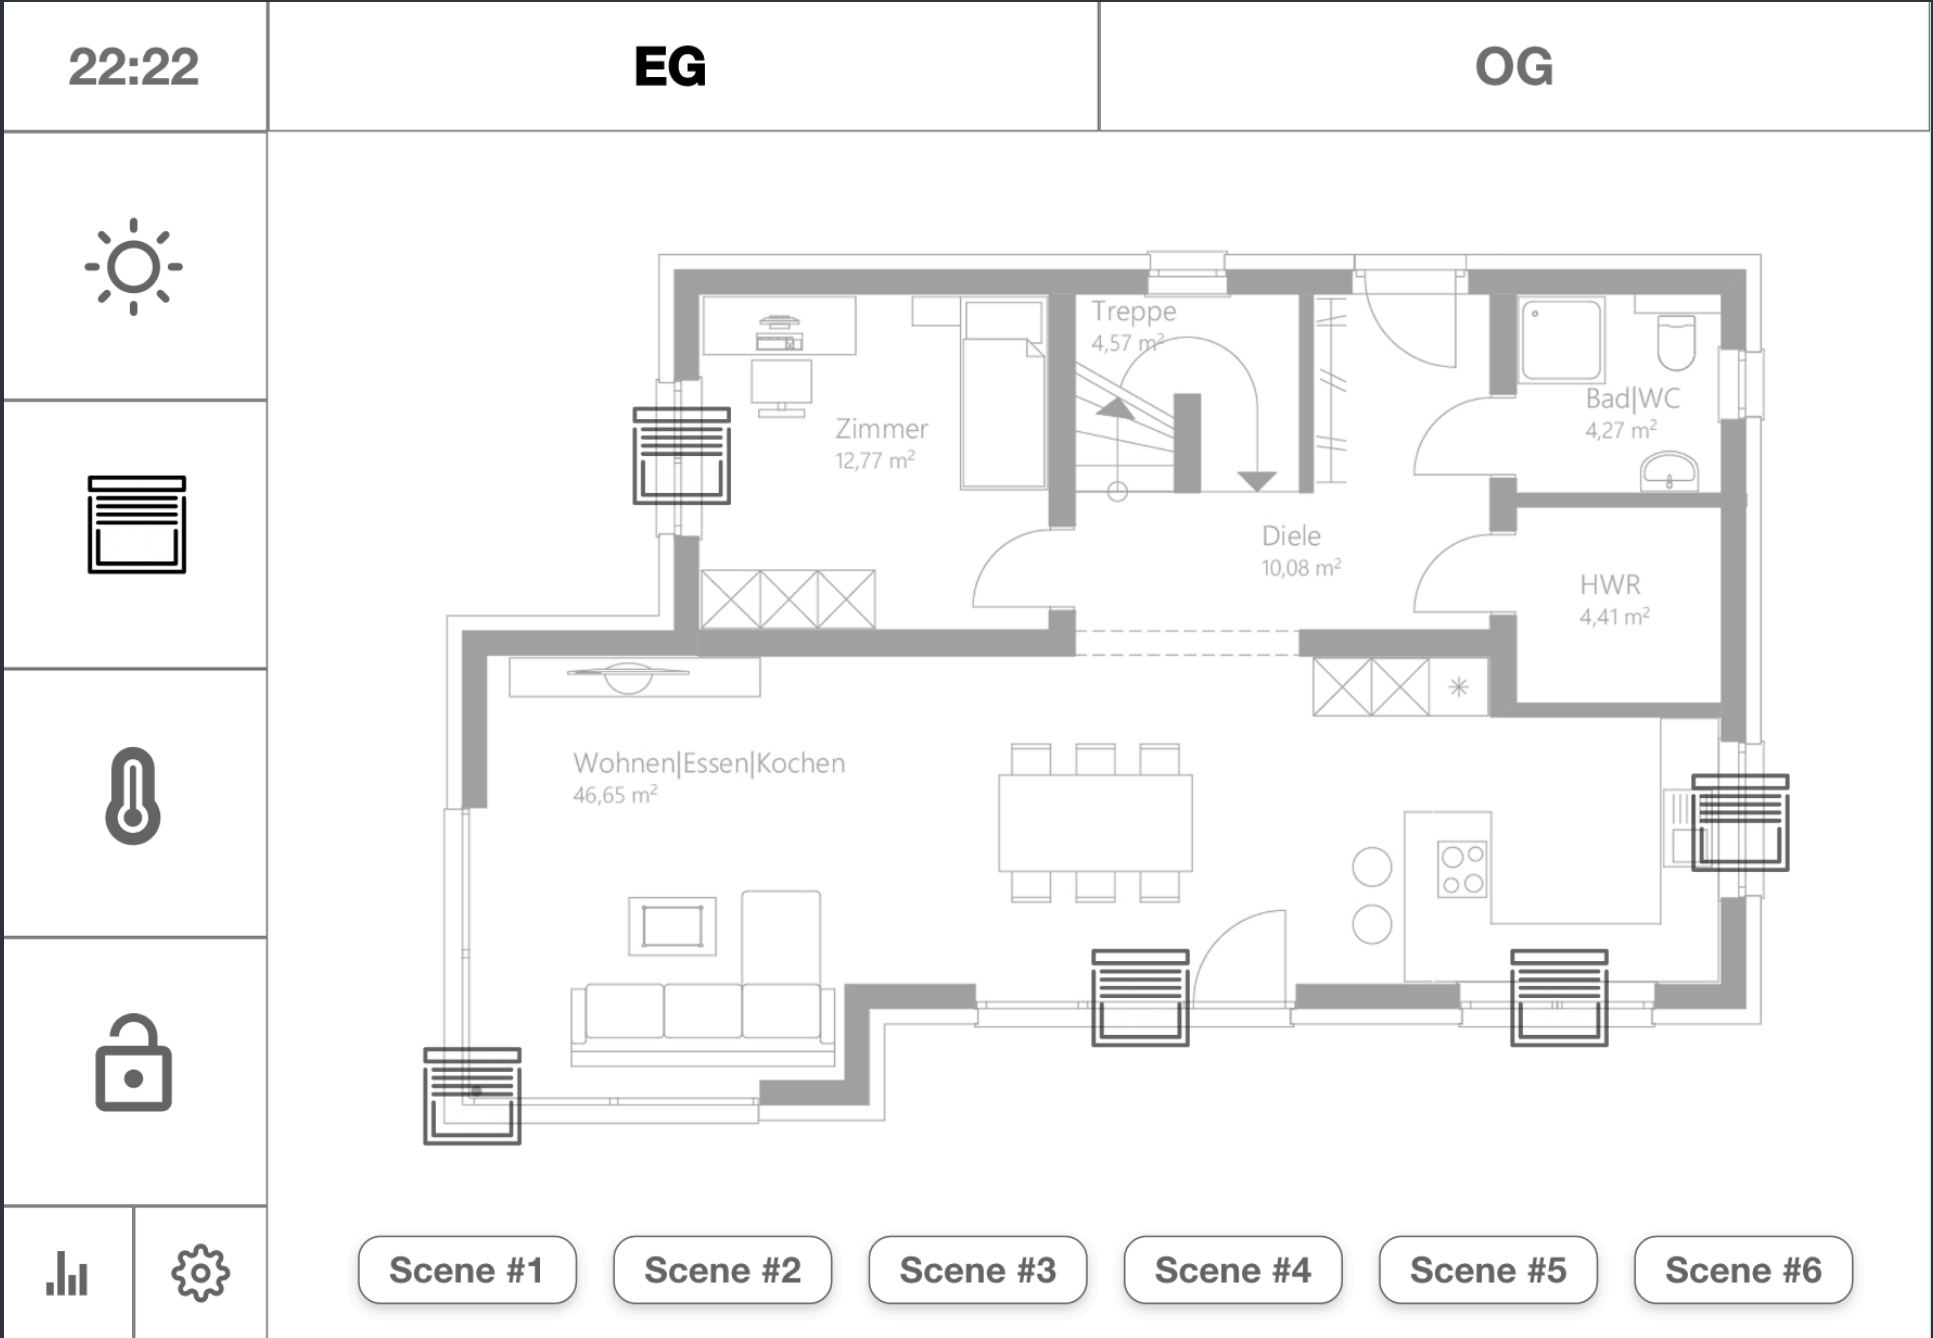 22:22
EG
OG
Treppe
4,57 m²
Bad|WC
4,27 m²
Zimmer
12,77 m²
Diele
10,08 m²
HWR
4,41 m²
Wohnen|Essen|Kochen
46,65 m²
Scene #1
Scene #2
Scene #3
Scene #4
Scene #5
Scene #6